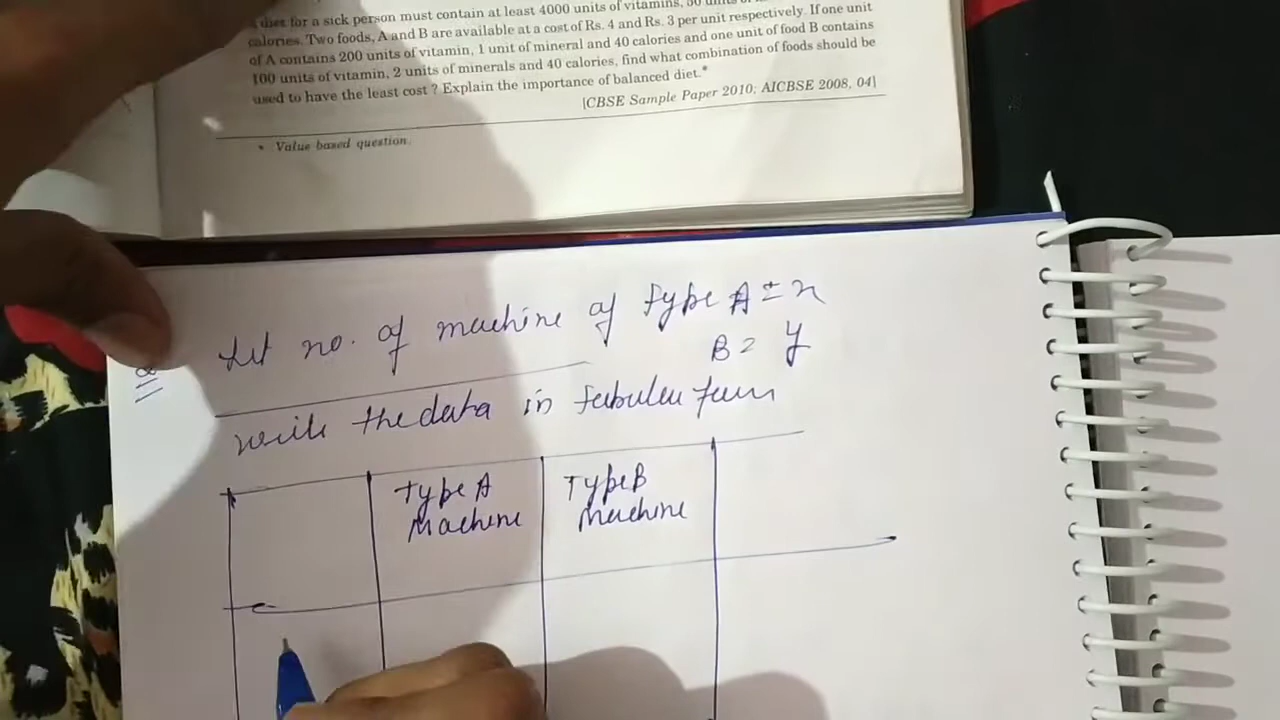 diet for a sick person must contain at least 4000 units of vitamins, 50 units of
calories. Two foods, A and B are available at a cost of Rs. 4 and Rs. 3 per unit respectively. If one unit
of A contains 200 units of vitamin, 1 unit of mineral and 40 calories and one unit of food B contains
100 units of vitamin, 2 units of minerals and 40 calories, find what combination of foods should be
used to have the least cost ? Explain the importance of balanced diet.*
[CBSE Sample Paper 2010; AICBSE 2008, 04]
* Value based question.
Let no. of machine of type A = x
B = y
write the data in tabular form
Type A Machine
Type B Machine